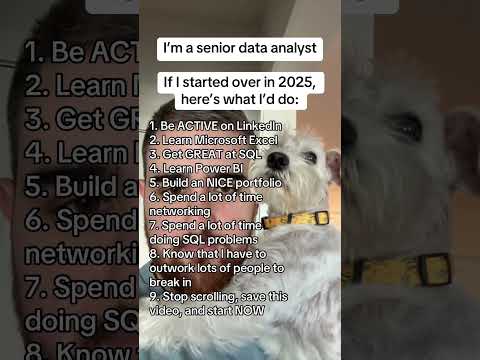 I'm a senior data analyst
If I started over in 2025,
here's what I'd do:
1. Be ACTIVE on LinkedIn
2. Learn Microsoft Excel
3. Get GREAT at SQL
4. Learn Power BI
5. Build an NICE portfolio
6. Spend a lot of time
networking
7. Spend a lot of time
doing SQL problems
8. Know that I have to
outwork lots of people to
break in
9. Stop scrolling, save this
video, and start NOW
1. Be
2. Learn
3. Get
4. Learn
5. Build
6. Spend
7. Spend
doing
8. Know